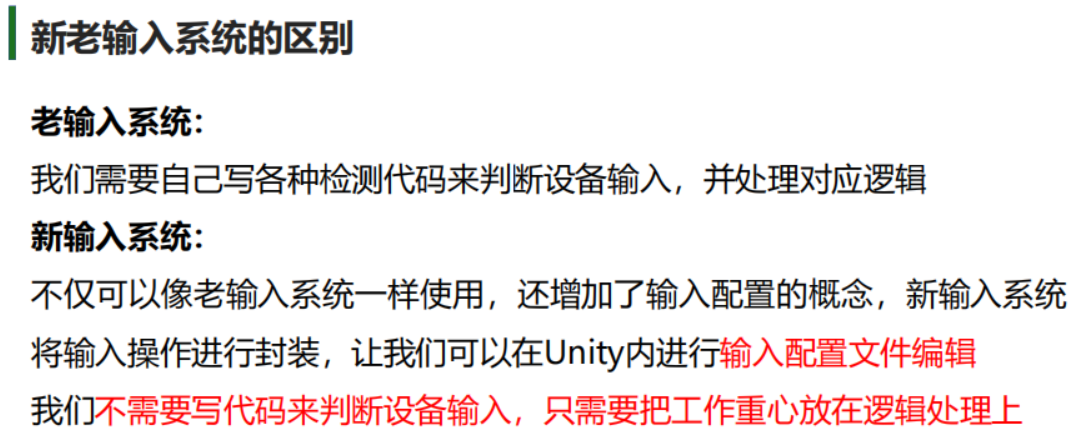 新老输入系统的区别
老输入系统：
我们需要自己写各种检测代码来判断设备输入，并处理对应逻辑
新输入系统：
不仅可以像老输入系统一样使用，还增加了输入配置的概念，新输入系统
将输入操作进行封装，让我们可以在Unity内进行输入配置文件编辑
我们不需要写代码来判断设备输入，只需要把工作重心放在逻辑处理上